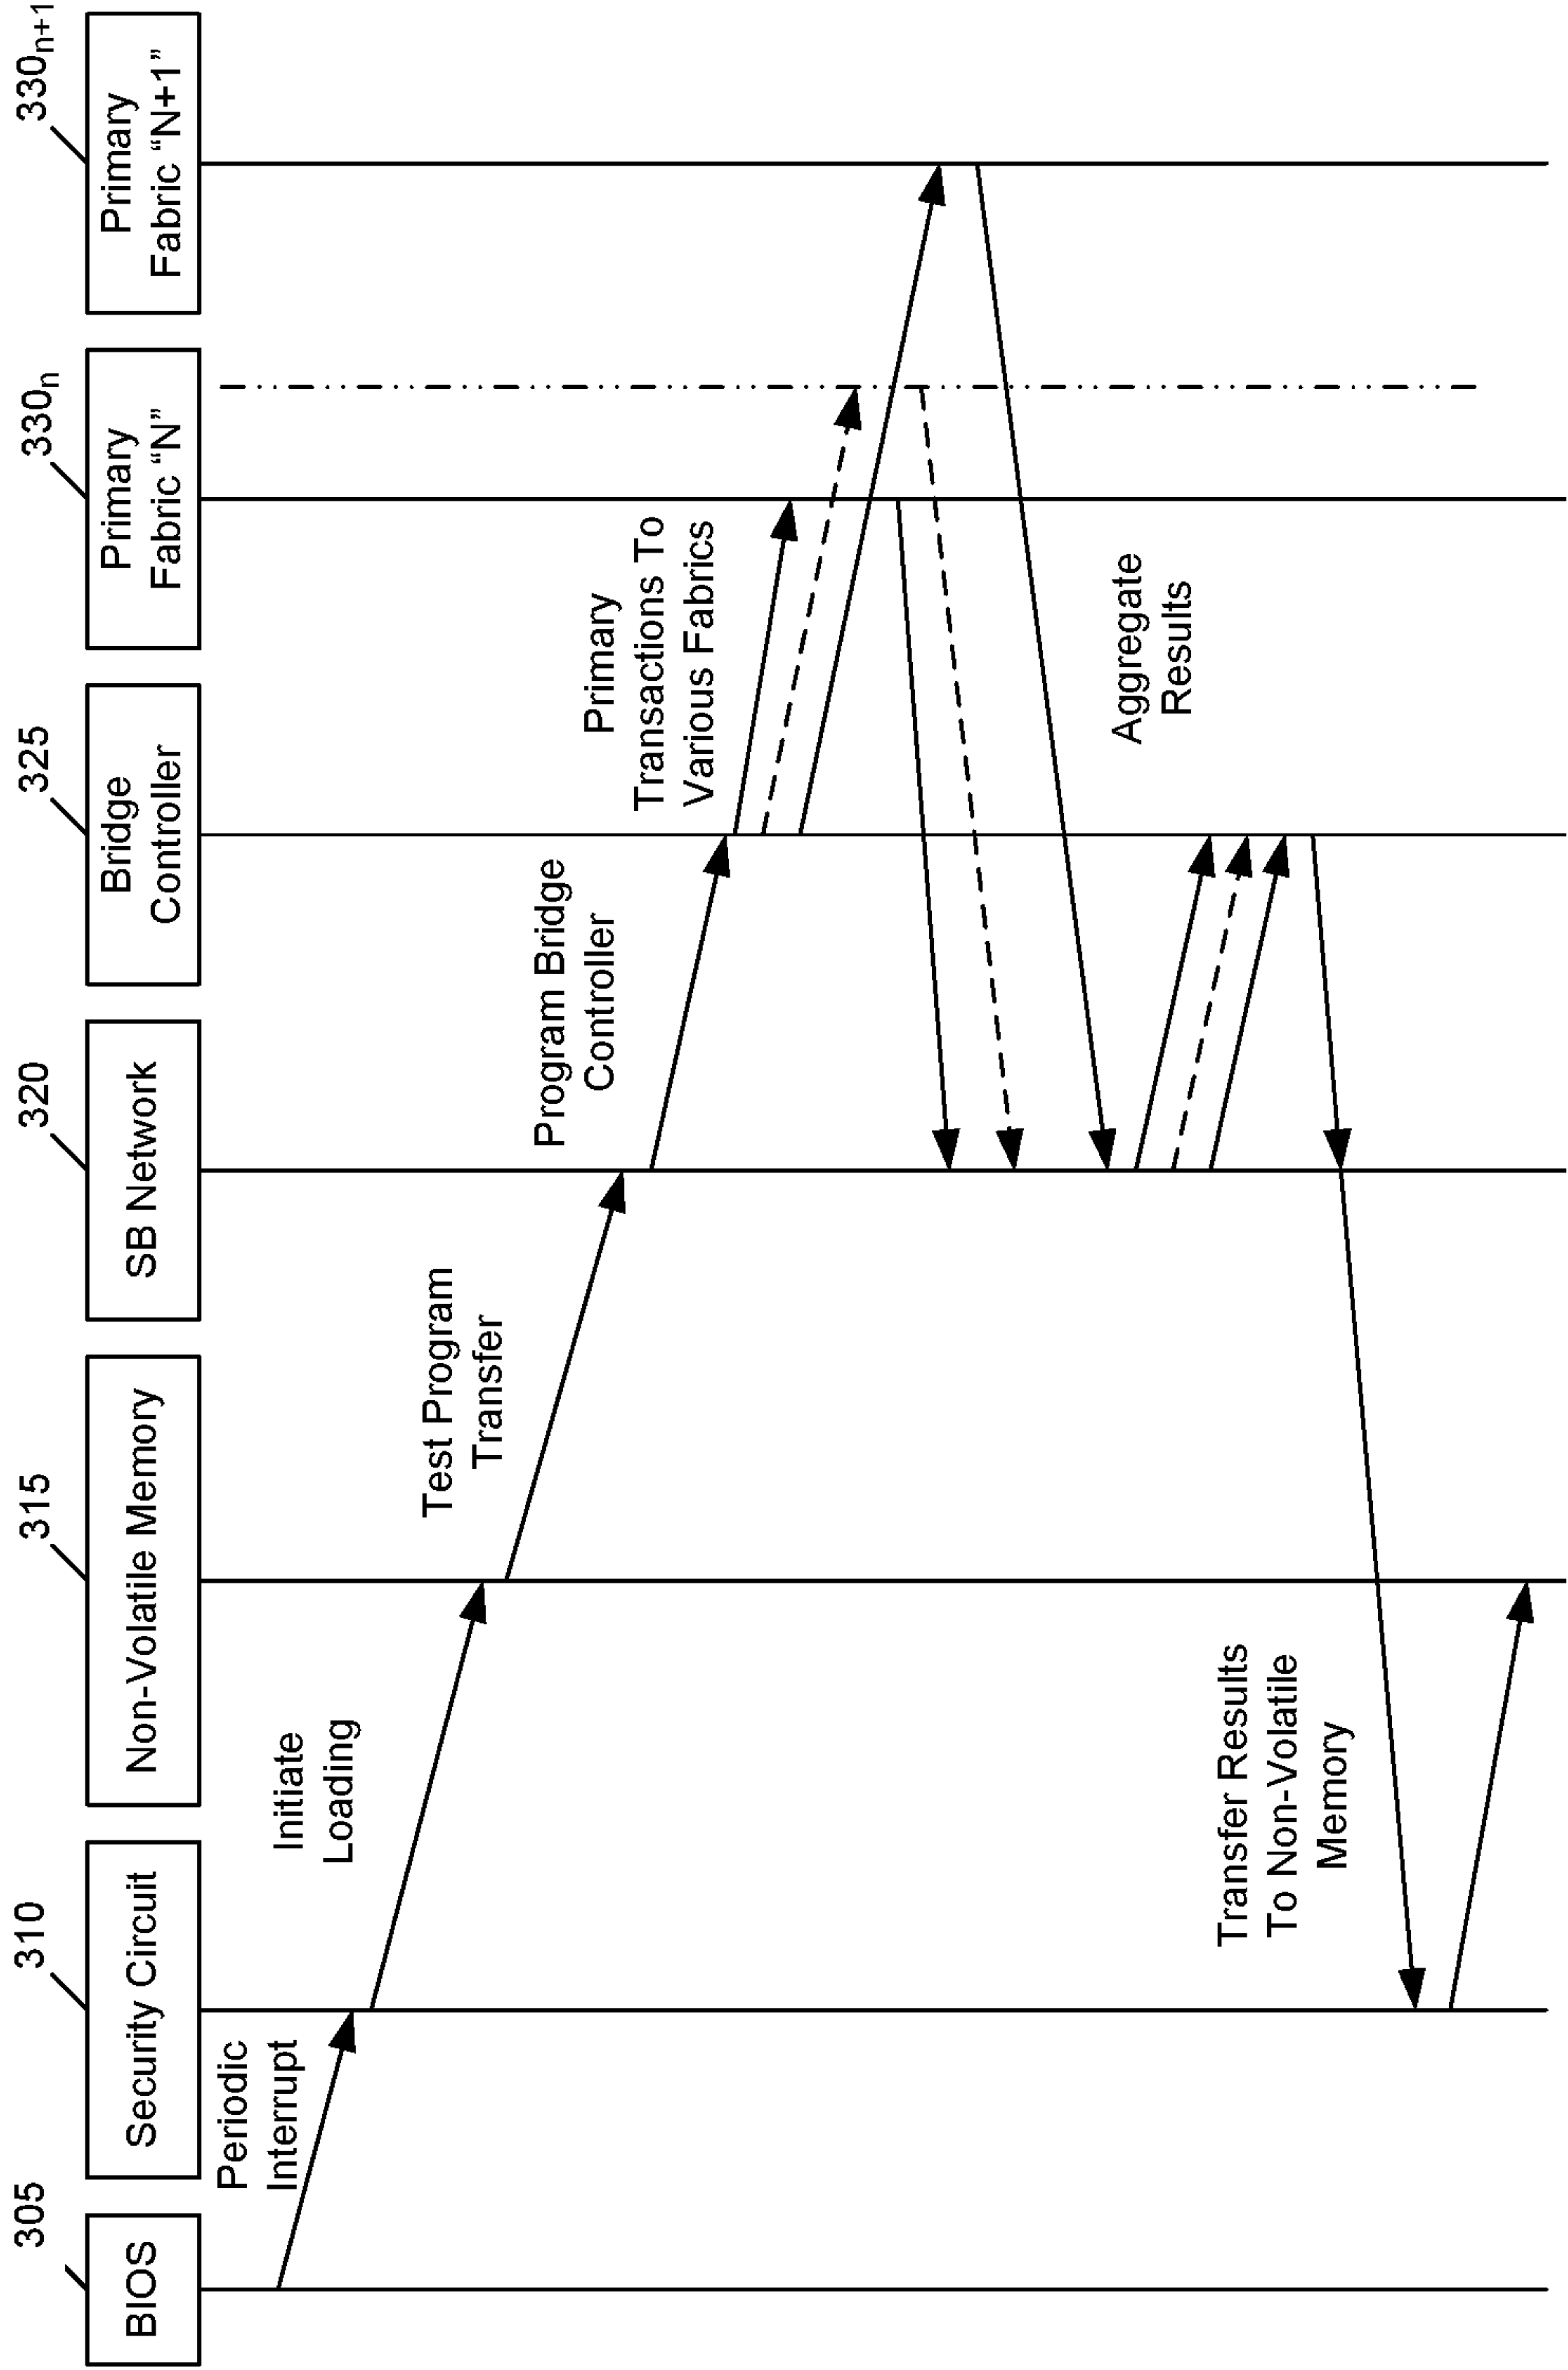 305
310
315
320
325
330n
330n+1
BIOS
Security Circuit
Non-Volatile Memory
SB Network
Bridge
Controller
Primary
Fabric “N”
Primary
Fabric “N+1”
Periodic
Interrupt
Initiate
Loading
Test Program
Transfer
Program Bridge
Controller
Primary
Transactions To
Various Fabrics
Aggregate
Results
Transfer Results
To Non-Volatile
Memory